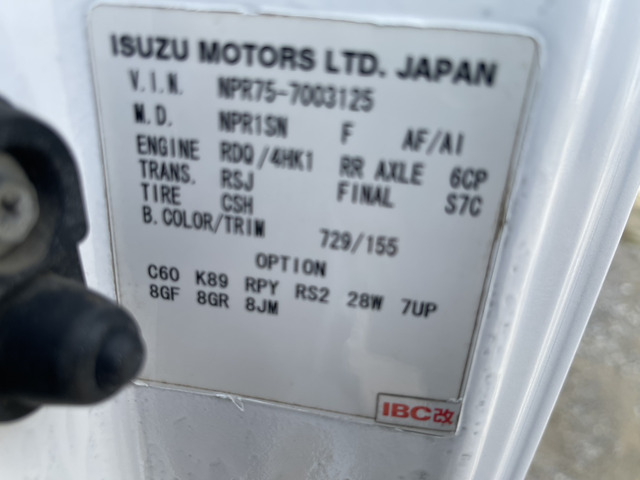 ISUZU MOTORS LTD. JAPAN
V.I.N. NPR75-7003125
M.D. NPR1SN F AF/AI
ENGINE RDQ/4HK1 RR AXLE 6CP
TRANS. RSJ FINAL S7C
TIRE CSH
B.COLOR/TRIM 729/155
OPTION
C60 K89 RPY RS2 28W 7UP
8GF 8GR 8JM
IBC改